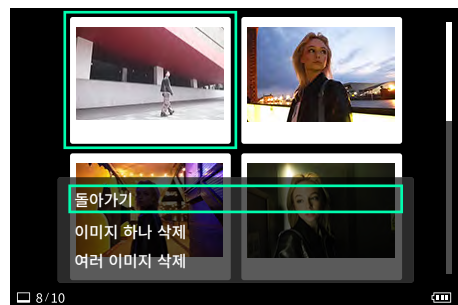 돌아가기
이미지 하나 삭제
여러 이미지 삭제
8/10